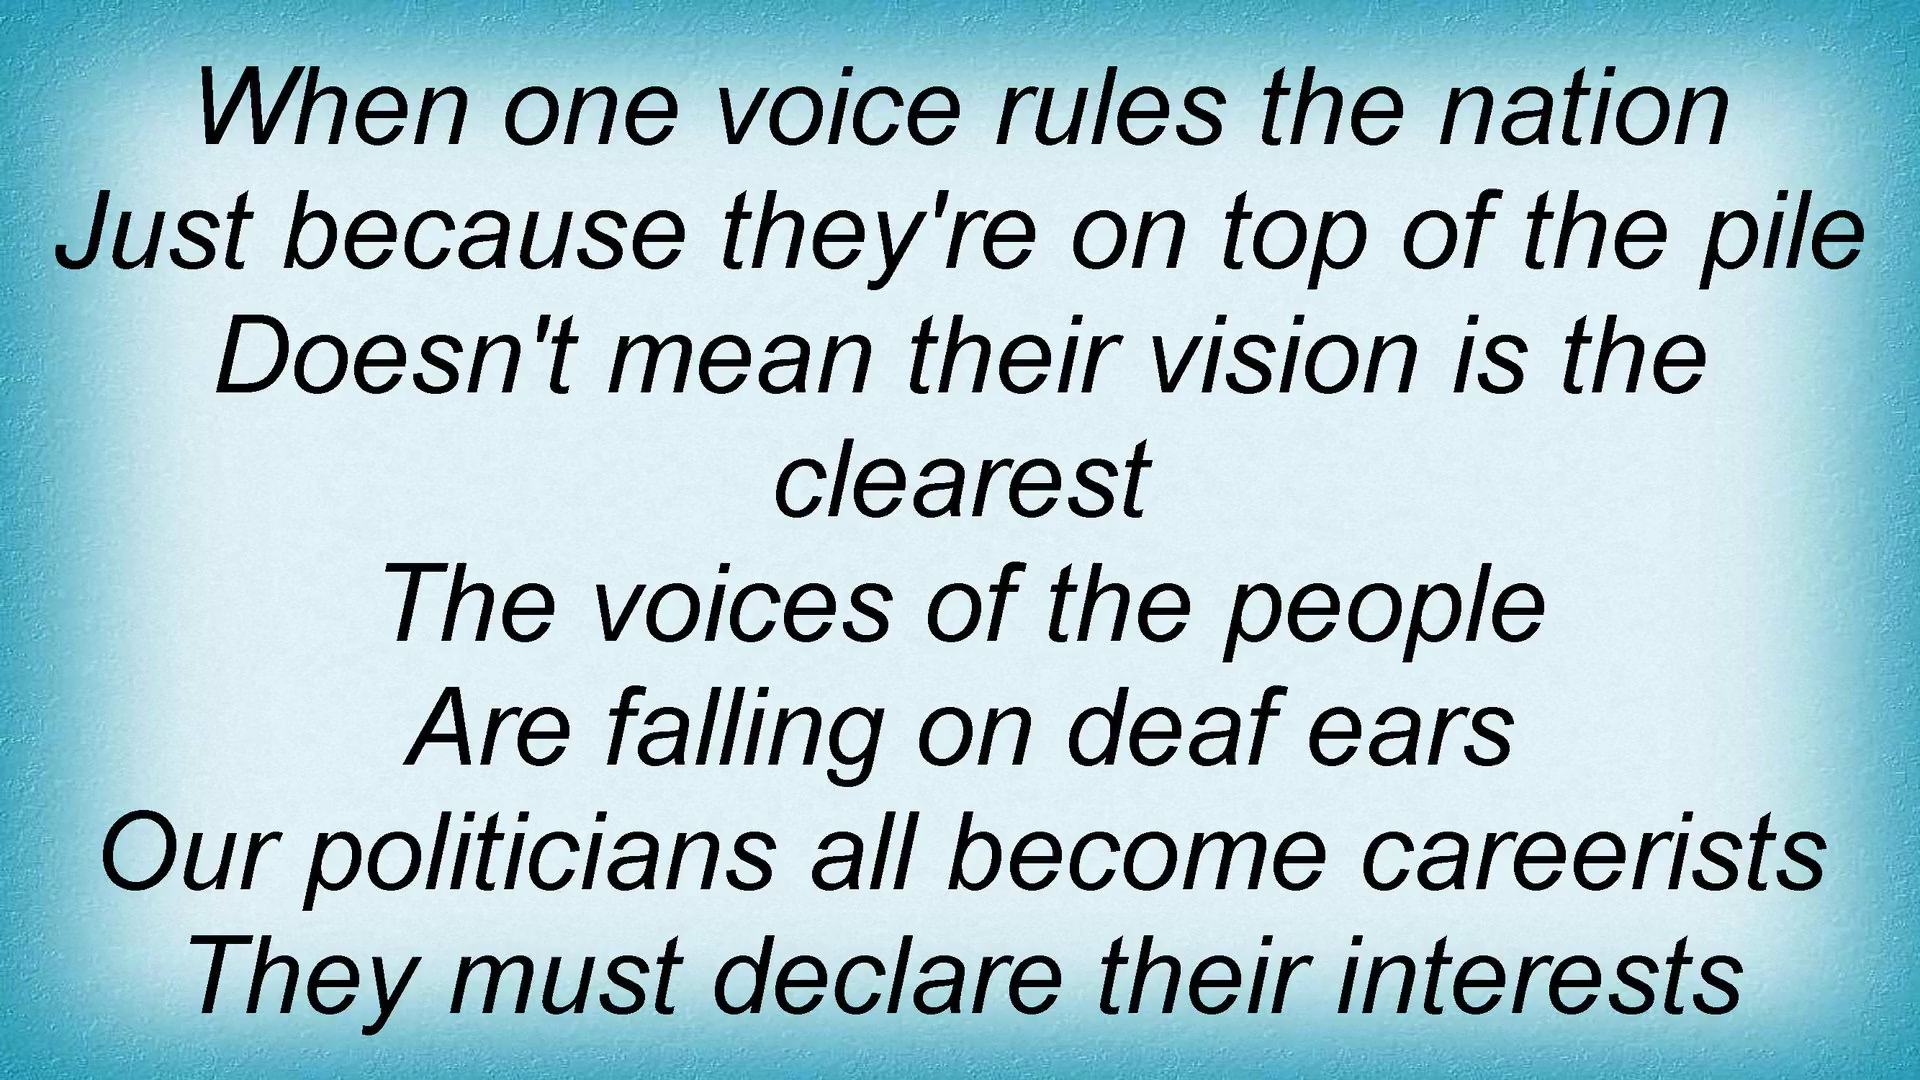 When one voice rules the nation
Just because they're on top of the pile
Doesn't mean their vision is the
clearest
The voices of the people
Are falling on deaf ears
Our politicians all become careerists
They must declare their interests